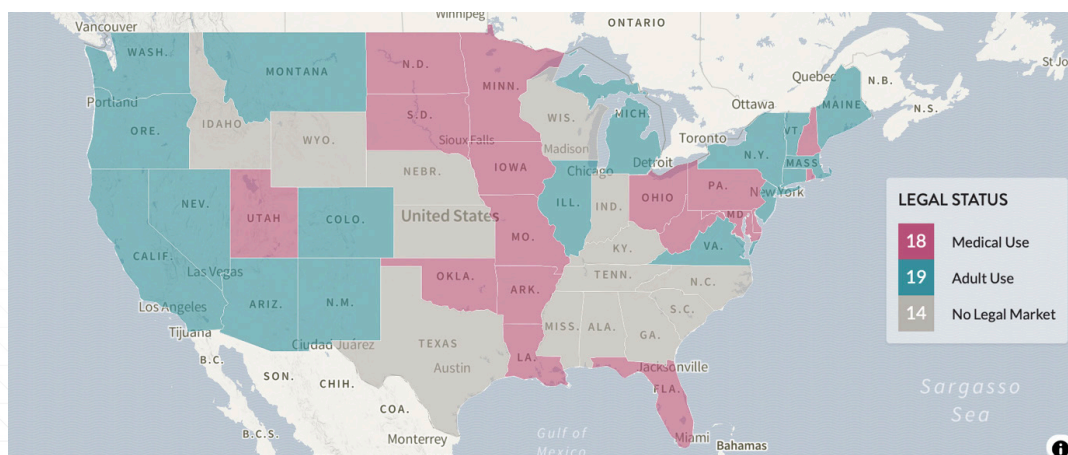 Winnipeg
ONTARIO
Vancouver
WASH.
MONTANA
N.D.
MINN.
Quebec
N.B.
St Jo
MAINE
Portland
ORE.
IDAHO
S.D.
WIS.
MICH.
Ottawa
VT.
N.S.
WYO.
Sioux Falls
Madison
Toronto
N.Y.
MASS
Detroit
Chicago
IOWA
NEBR.
New York
NEV.
UTAH
COLO.
United States
ILL.
IND.
OHIO
PA.
MD.
CALIF.
MO.
KY.
VA.
Las Vegas
Los Angeles
ARIZ.
N.M.
OKLA.
ARK.
TENN.
N.C.
S.C.
Tijuana
Ciudad Juárez
TEXAS
MISS.
ALA.
GA.
B.C.
SON.
CHIH.
Austin
LA.
Jacksonville
FLA.
COA.
B.C.S.
Monterrey
Gulf of
Mexico
Miami
Bahamas
Sargasso
Sea
LEGAL STATUS
18 Medical Use
19 Adult Use
14 No Legal Market
i